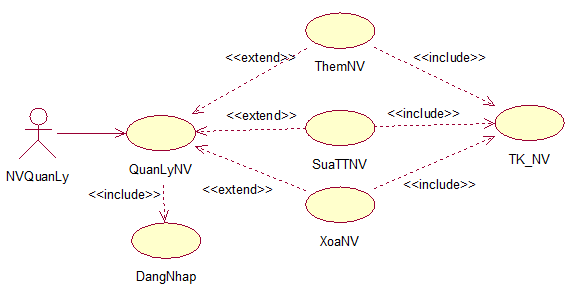 <<extend>>
ThemNV
<<include>>
<<extend>>
<<include>>
NVQuanLy
QuanLyNV
SuaTTNV
TK_NV
<<include>>
<<extend>>
<<include>>
XoaNV
DangNhap